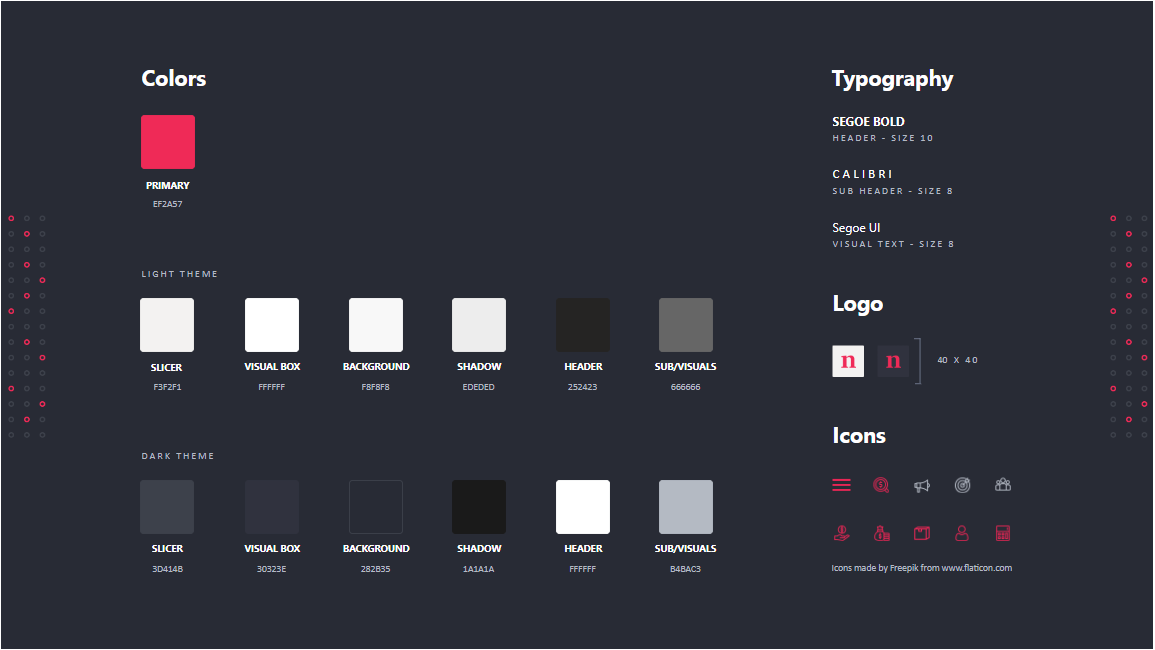 Colors
PRIMARY
EF2A57
LIGHT THEME
SLICER
F3F2F1
VISUAL BOX
FFFFFF
BACKGROUND
F8F8F8
SHADOW
EDEDED
HEADER
252423
SUB/VISUALS
666666
DARK THEME
SLICER
3D414B
VISUAL BOX
30323E
BACKGROUND
282B35
SHADOW
1A1A1A
HEADER
FFFFFF
SUB/VISUALS
B4BAC3
Typography
SEGOE BOLD
HEADER - SIZE 10
CALIBRI
SUB HEADER - SIZE 8
Segoe UI
VISUAL TEXT - SIZE 8
Logo
n n
40 X 40
Icons
Icons made by Freepik from www.flaticon.com